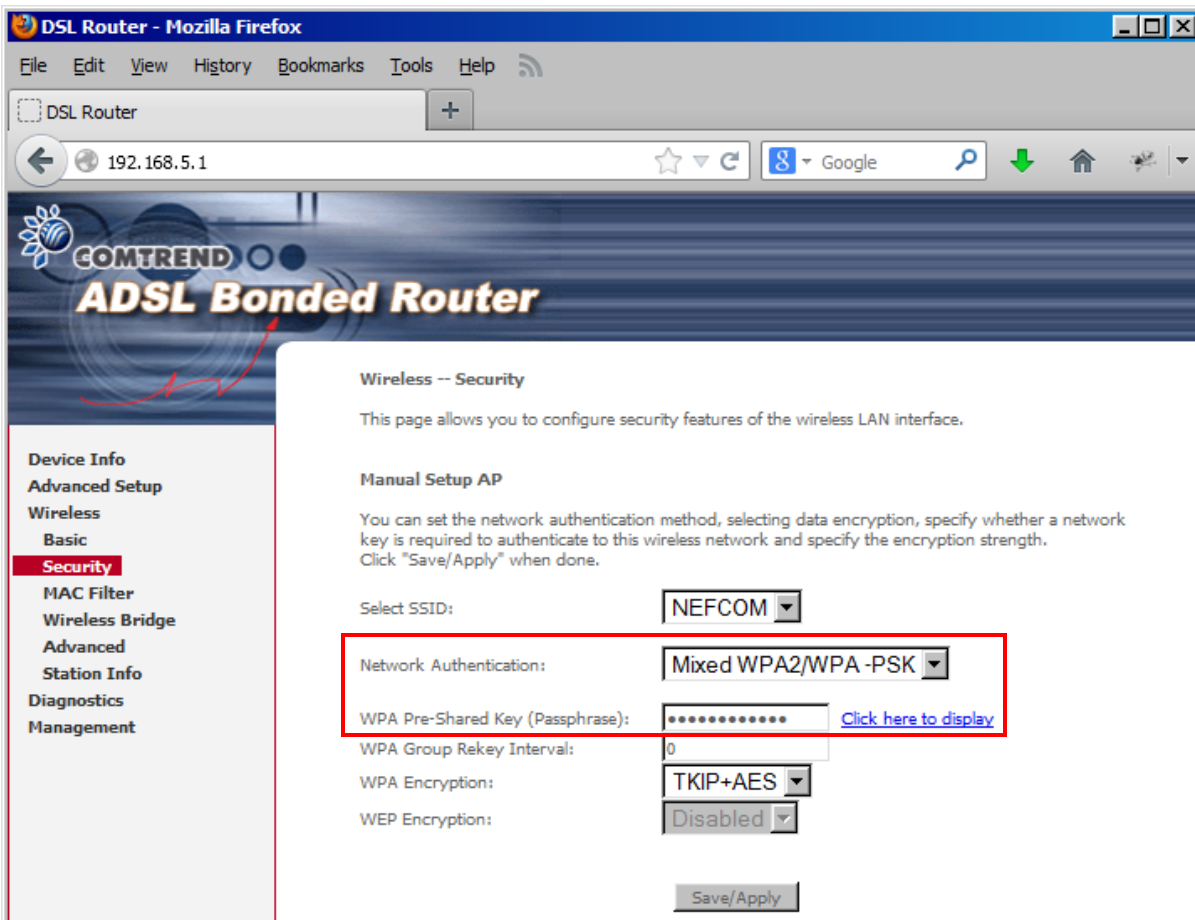 DSL Router - Mozilla Firefox
File Edit View History Bookmarks Tools Help
DSL Router +
192.168.5.1 8 Google
COMTREND
ADSL Bonded Router
Wireless -- Security
This page allows you to configure security features of the wireless LAN interface.
Device Info
Advanced Setup
Wireless
Basic
Security
MAC Filter
Wireless Bridge
Advanced
Station Info
Diagnostics
Management
Manual Setup AP
You can set the network authentication method, selecting data encryption, specify whether a network
key is required to authenticate to this wireless network and specify the encryption strength.
Click "Save/Apply" when done.
Select SSID: NEFCOM
Network Authentication: Mixed WPA2/WPA -PSK
WPA Pre-Shared Key (Passphrase): •••••••••••• Click here to display
WPA Group Rekey Interval: 0
WPA Encryption: TKIP+AES
WEP Encryption: Disabled
Save/Apply